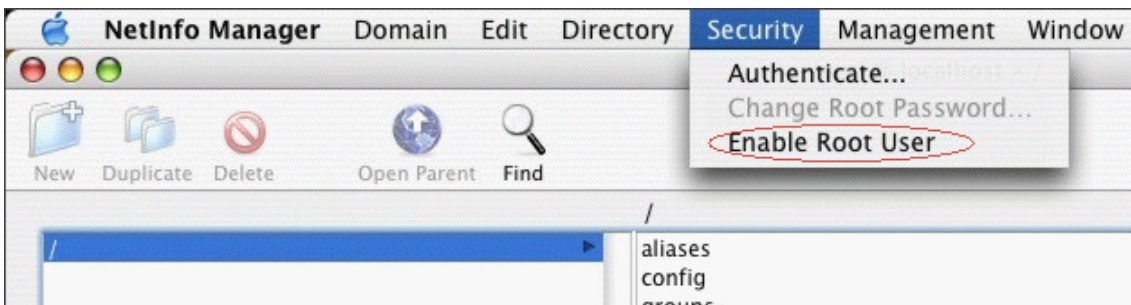 NetInfo Manager Domain Edit Directory Security Management Window
Authenticate...
Change Root Password...
Enable Root User
New Duplicate Delete Open Parent Find
/
/
aliases
config
groups